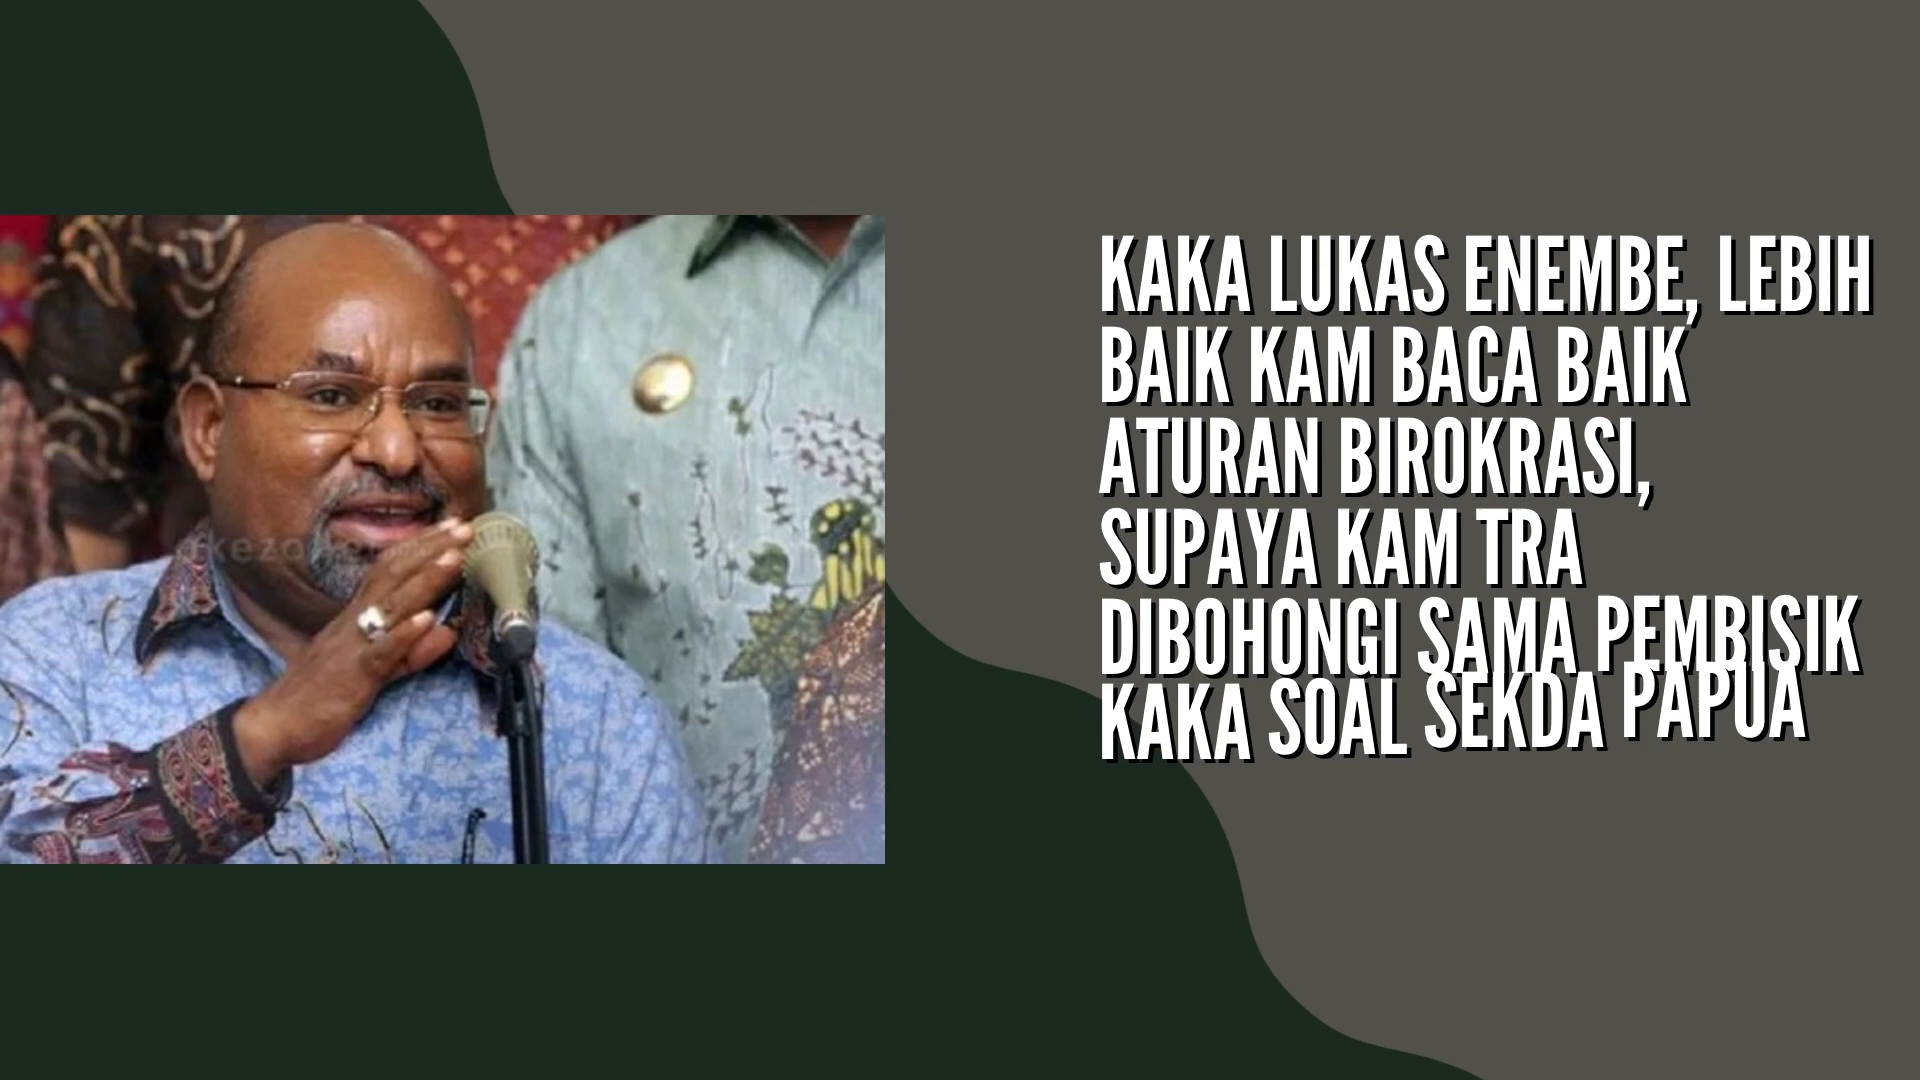 KAKA LUKAS ENEMBE, LEBIH
BAIK KAM BACA BAIK
ATURAN BIROKRASI,
SUPAYA KAM TRA
DIBOHONGI SAMA PEMBISIK
KAKA SOAL SEKDA PAPUA